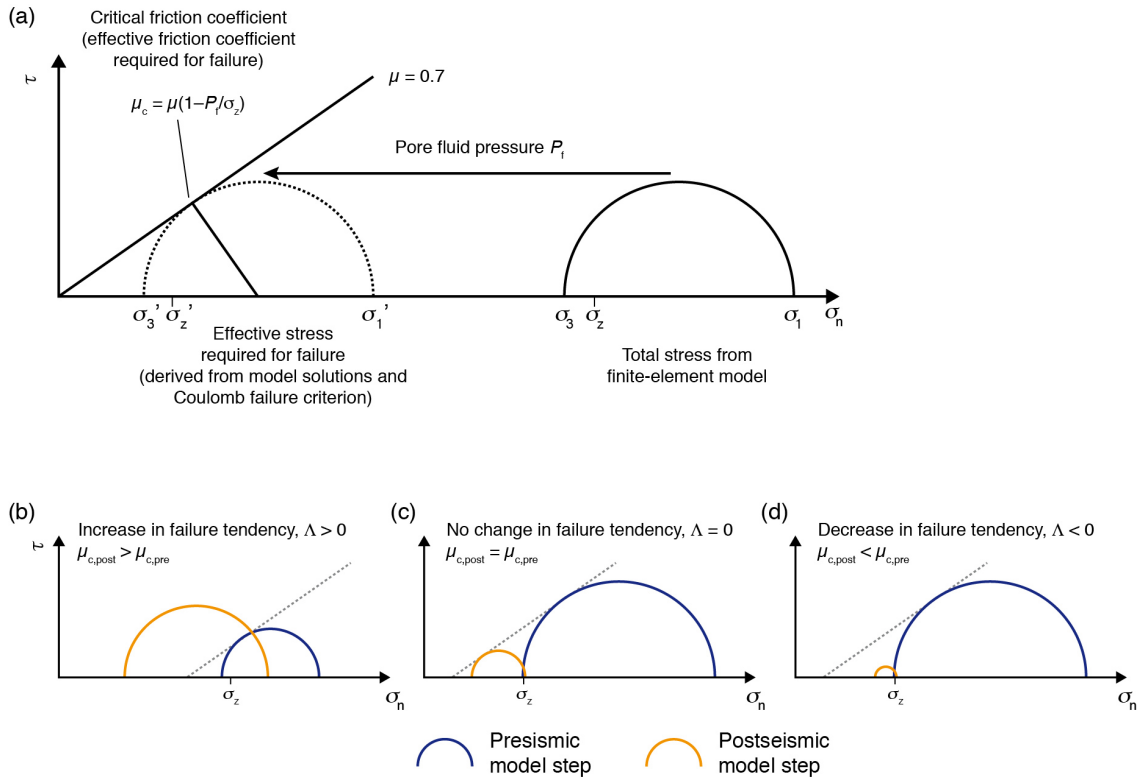 (a)
Critical friction coefficient
(effective friction coefficient
required for failure)
τ
μ = 0.7
μc = μ(1–Pf/σz)
Pore fluid pressure Pf
σ3’ σz’ σ1’ σ3 σz σ1 σn
Effective stress
required for failure
(derived from model solutions and
Coulomb failure criterion)
Total stress from
finite-element model
(b)
Increase in failure tendency, Λ > 0
μc,post > μc,pre
τ
σz
σn
(c)
No change in failure tendency, Λ = 0
μc,post = μc,pre
σz
σn
(d)
Decrease in failure tendency, Λ < 0
μc,post < μc,pre
σz
σn
Presismic
model step
Postseismic
model step